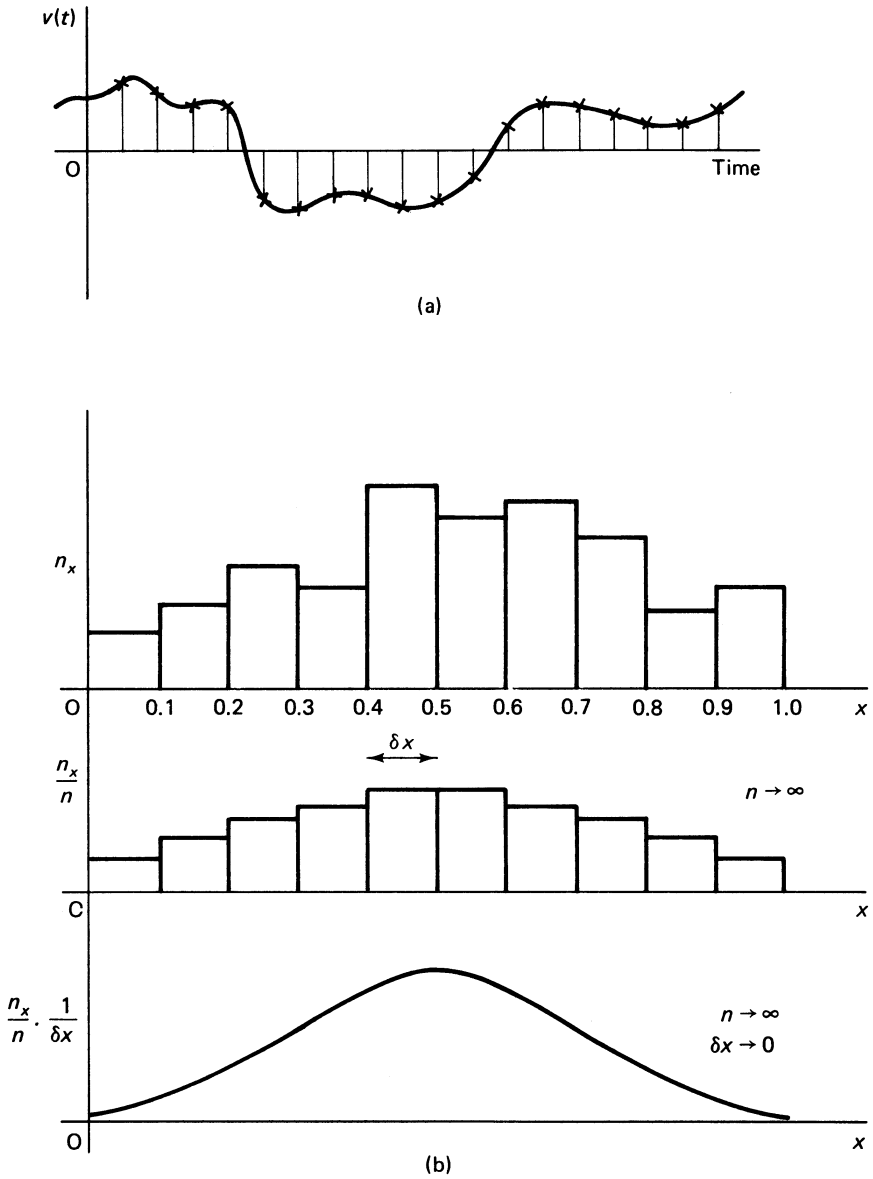 v(t)
O Time
(a)
n_x
O 0.1 0.2 0.3 0.4 0.5 0.6 0.7 0.8 0.9 1.0 x
δx
n_x/n n → ∞
C x
n_x/n . 1/δx n → ∞
δx → 0
O x
(b)